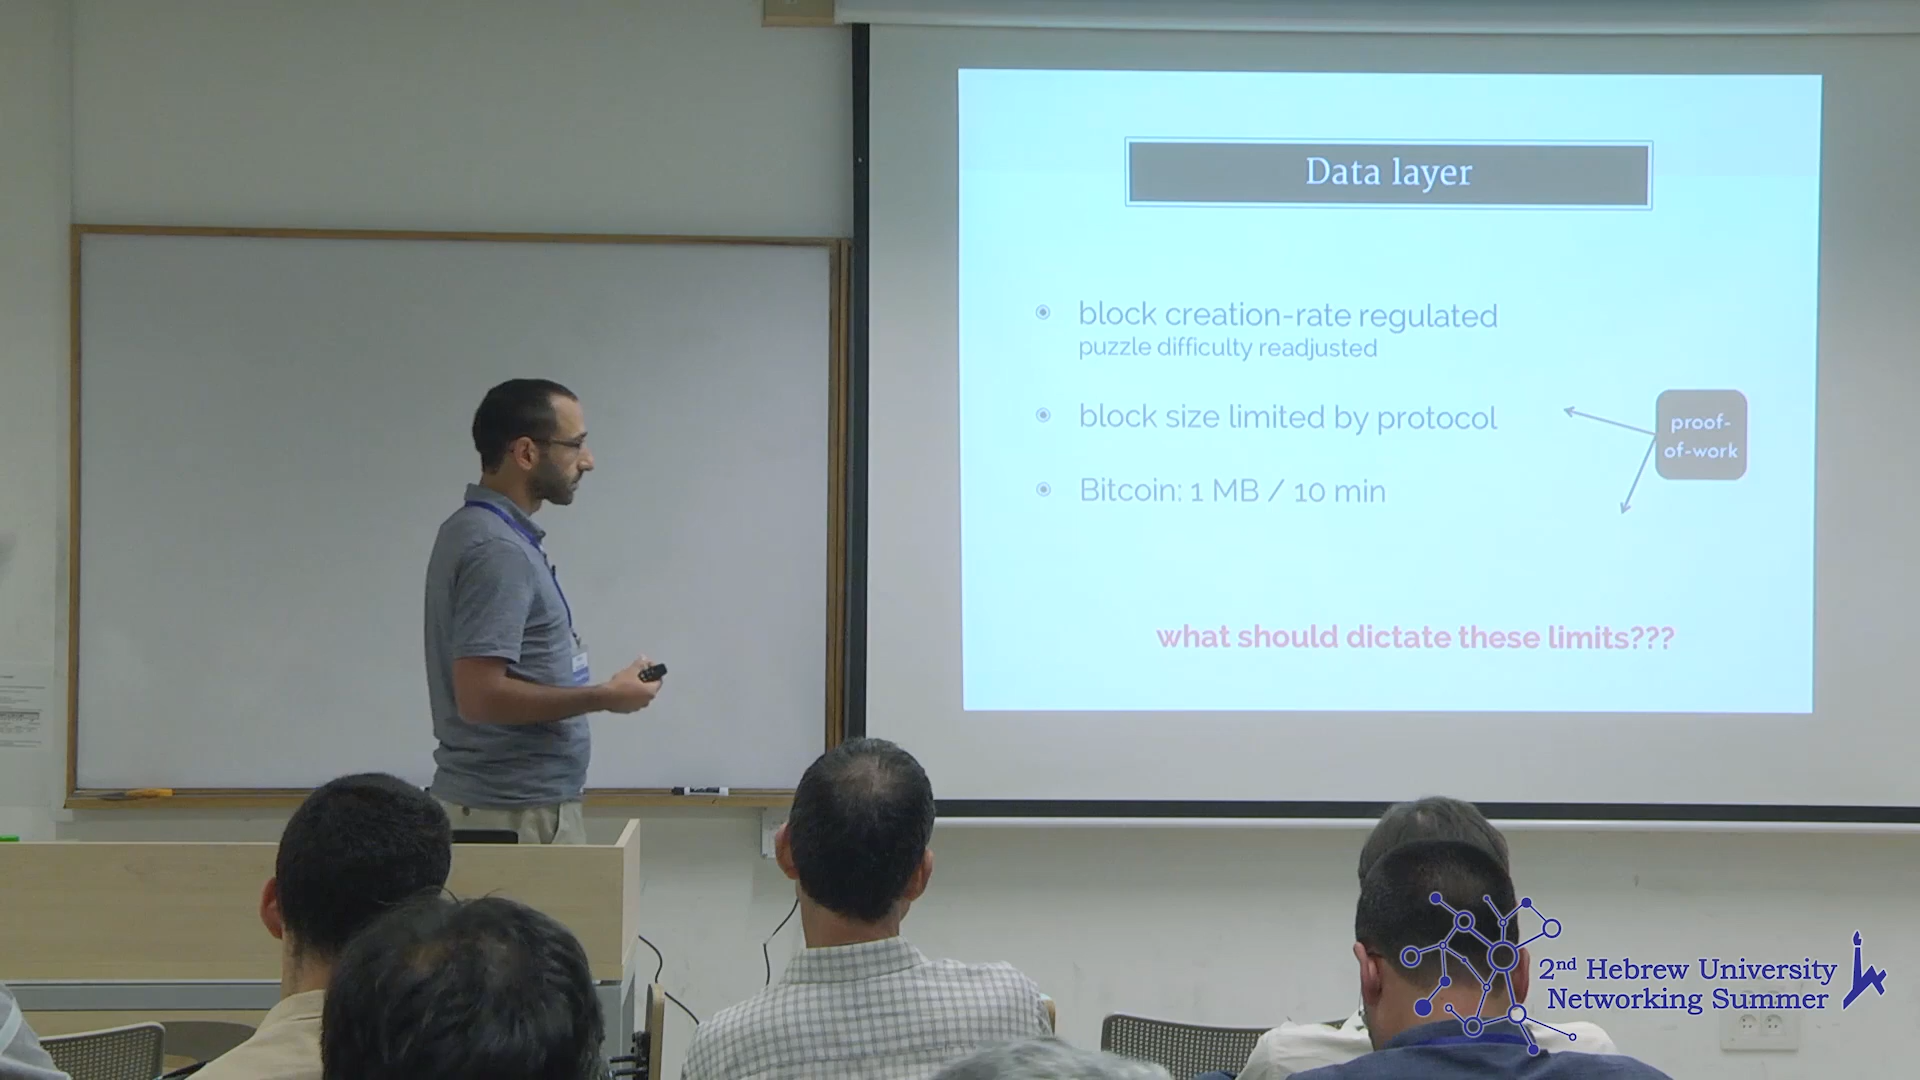 Data layer
block creation-rate regulated
puzzle difficulty readjusted
block size limited by protocol
proof-
of-work
Bitcoin: 1 MB / 10 min
what should dictate these limits???
2nd Hebrew University
Networking Summer